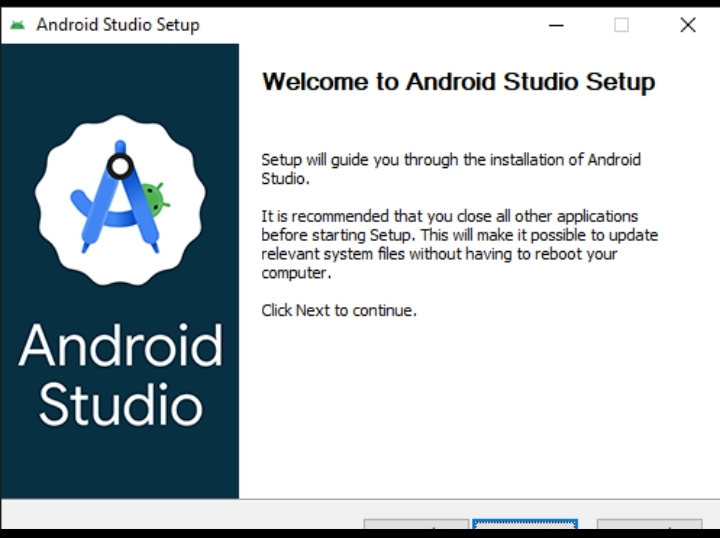 Android Studio Setup
Welcome to Android Studio Setup
Setup will guide you through the installation of Android
Studio.
It is recommended that you close all other applications
before starting Setup. This will make it possible to update
relevant system files without having to reboot your
computer.
Click Next to continue.
Android
Studio